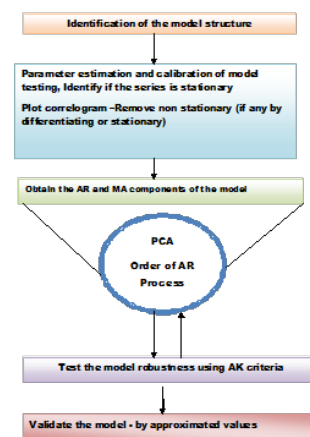 Identification of the model structure
Parameter estimation and calibration of model
testing, Identify if the series is stationary
Plot correlogram –Remove non stationary (if any by
differentiating or stationary)
Obtain the AR and MA components of the model
PCA
Order of AR
Process
Test the model robustness using AK criteria
Validate the model - by approximated values